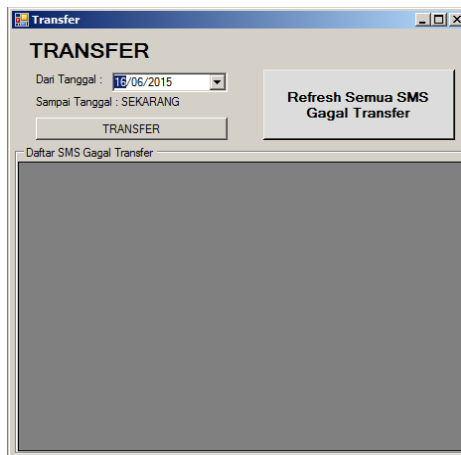 Transfer
TRANSFER
Dari Tanggal :
16/06/2015
Sampai Tanggal : SEKARANG
TRANSFER
Refresh Semua SMS
Gagal Transfer
Daftar SMS Gagal Transfer